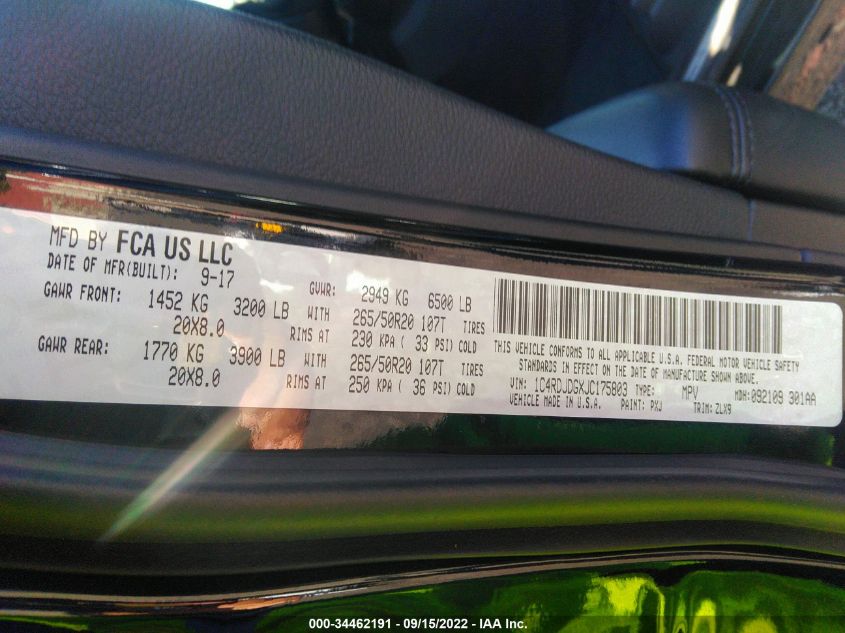 MFD BY FCA US LLC
DATE OF MFR(BUILT): 9-17 GVWR: 2949 KG 6500 LB
GAWR FRONT: 1452 KG 3200 LB WITH 265/50R20 107T TIRES
20X8.0 RIMS AT 230 KPA ( 33 PSI) COLD
GAWR REAR: 1770 KG 3900 LB WITH 265/50R20 107T TIRES
20X8.0 RIMS AT 250 KPA ( 36 PSI) COLD
THIS VEHICLE CONFORMS TO ALL APPLICABLE U.S.A. FEDERAL MOTOR VEHICLE SAFETY
STANDARDS IN EFFECT ON THE DATE OF MANUFACTURE SHOWN ABOVE.
VIN: 1C4RDJDGXJC175803 TYPE: MPV MDH: 092109 301AA
VEHICLE MADE IN U.S.A. PAINT: PXJ TRIM: ZLX9
000-34462191 - 09/15/2022 - IAA Inc.